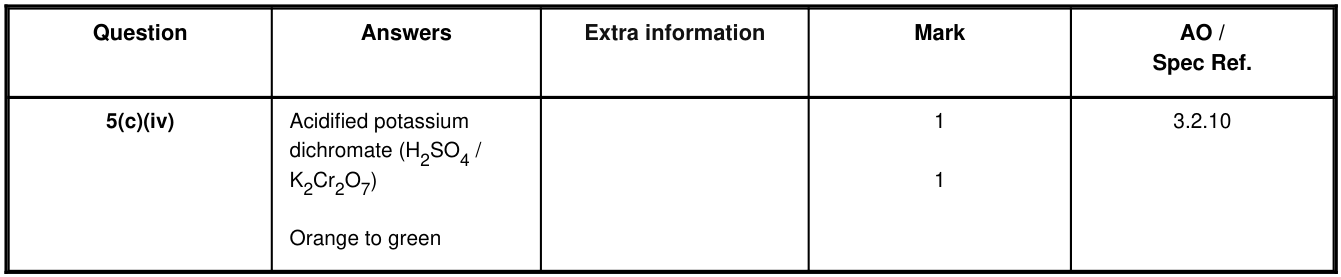 Question Answers Extra information Mark AO /
Spec Ref.
5(c)(iv) Acidified potassium 1 3.2.10
dichromate (H₂SO₄ /
K₂Cr₂O₇) 1
Orange to green